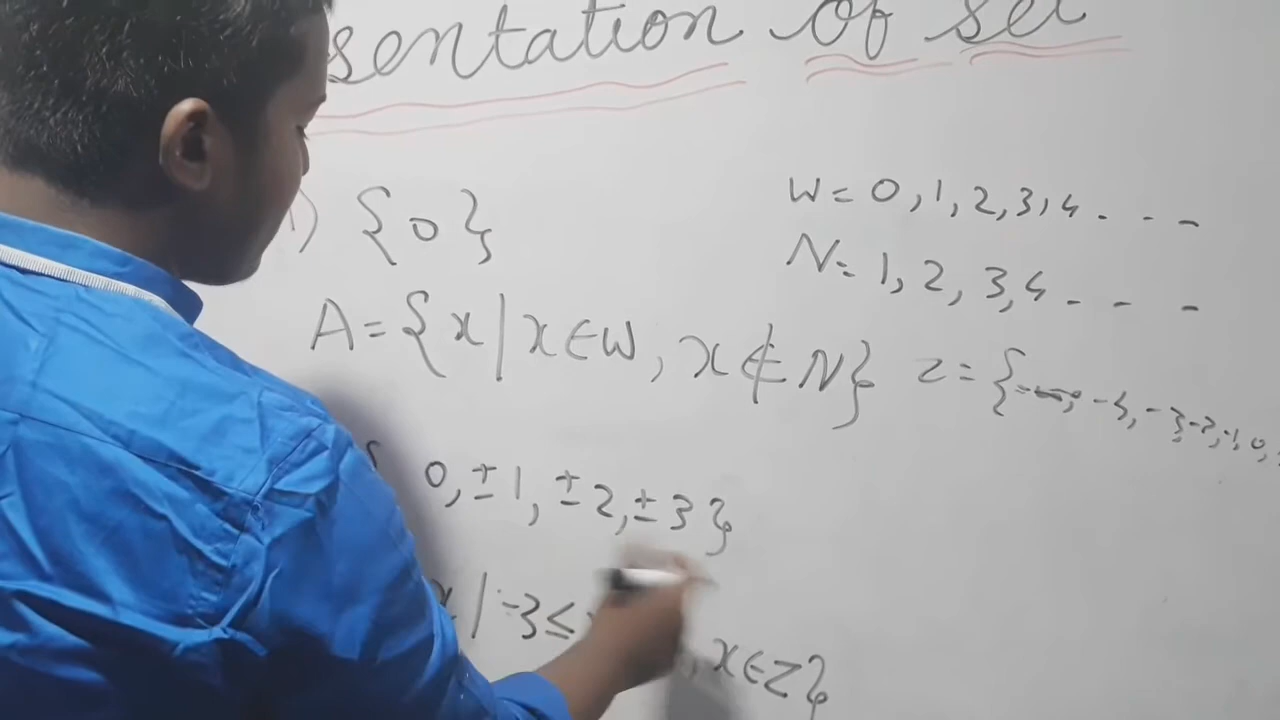 sentation of set
) {0}
W = 0, 1, 2, 3, 4 . - -
N = 1, 2, 3, 4 - - -
A = {x | x ∈ W, x ∉ N}
Z = { -3, -2, -1, 0,
0, ±1, ±2, ±3}
x | -3 ≤ , x ∈ Z}